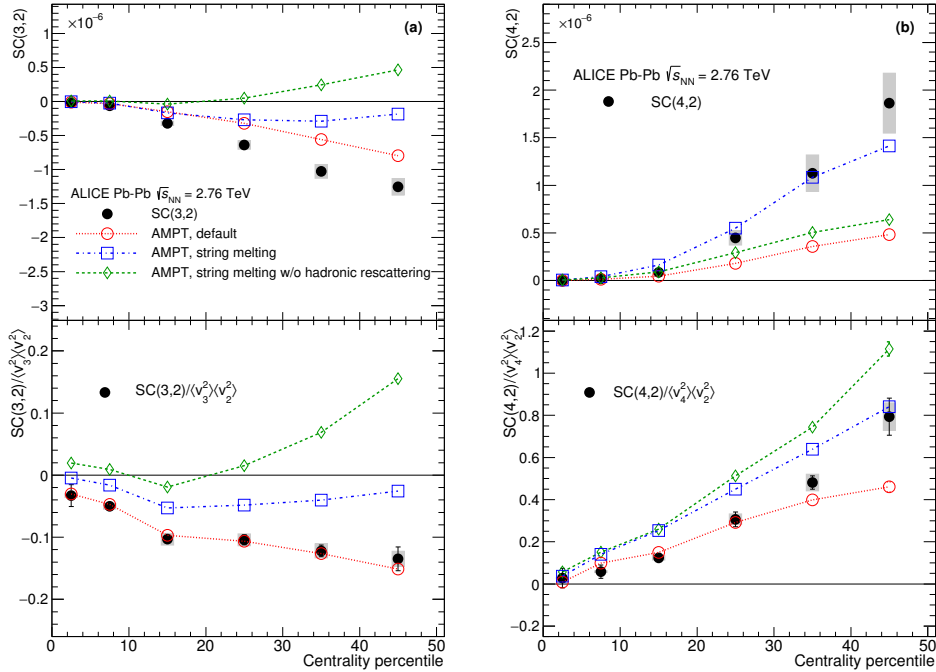 ×10⁻⁶
(a)
SC(3,2)
1
0.5
0
−0.5
−1
−1.5
−2
−2.5
−3
ALICE Pb-Pb √sNN = 2.76 TeV
SC(3,2)
AMPT, default
AMPT, string melting
AMPT, string melting w/o hadronic rescattering
×10⁻⁶
(b)
SC(4,2)
2.5
2
1.5
1
0.5
0
ALICE Pb-Pb √sNN = 2.76 TeV
SC(4,2)
SC(3,2)/⟨v₃²⟩⟨v₂²⟩
0.2
0.1
0
−0.1
−0.2
SC(3,2)/⟨v₃²⟩⟨v₂²⟩
0 10 20 30 40 50
Centrality percentile
SC(4,2)/⟨v₄²⟩⟨v₂²⟩
1.2
1
0.8
0.6
0.4
0.2
0
−0.2
SC(4,2)/⟨v₄²⟩⟨v₂²⟩
0 10 20 30 40 50
Centrality percentile